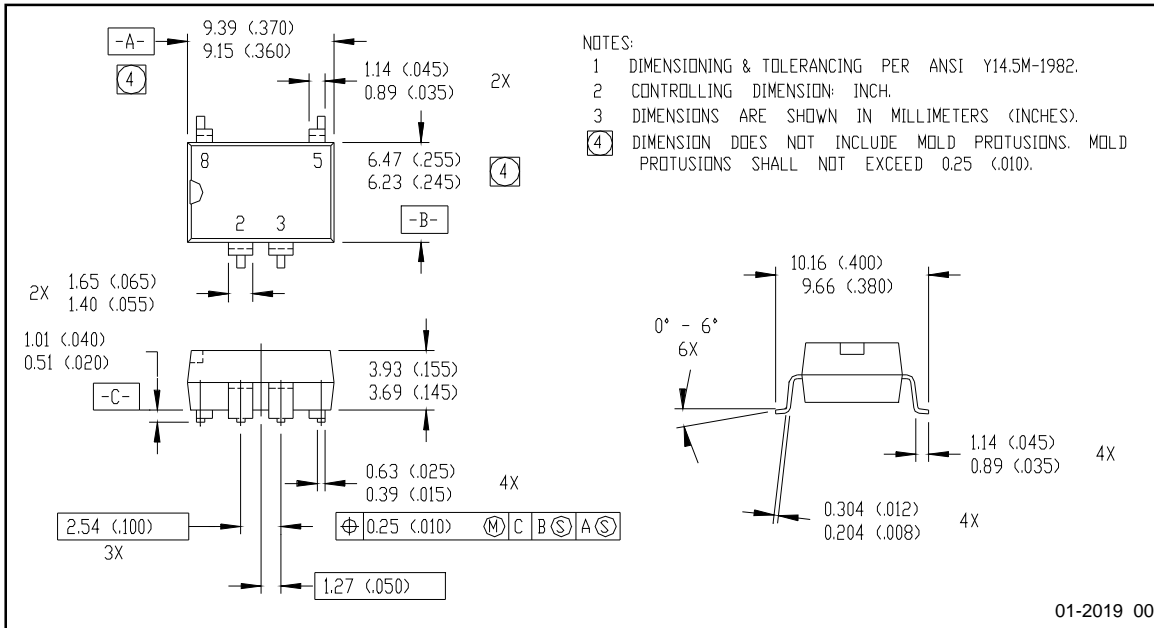 -A-
9.39 (.370)
9.15 (.360)
4
1.14 (.045)
0.89 (.035)
2X
8
5
2
3
6.47 (.255)
6.23 (.245)
4
-B-
2X
1.65 (.065)
1.40 (.055)
NOTES:
1 DIMENSIONING & TOLERANCING PER ANSI Y14.5M-1982.
2 CONTROLLING DIMENSION: INCH.
3 DIMENSIONS ARE SHOWN IN MILLIMETERS (INCHES).
4 DIMENSION DOES NOT INCLUDE MOLD PROTUSIONS. MOLD
PROTUSIONS SHALL NOT EXCEED 0.25 (.010).
1.01 (.040)
0.51 (.020)
-C-
3.93 (.155)
3.69 (.145)
0.63 (.025)
0.39 (.015)
4X
2.54 (.100)
3X
⌖ 0.25 (.010) Ⓜ C B Ⓢ A Ⓢ
1.27 (.050)
10.16 (.400)
9.66 (.380)
0° - 6°
6X
1.14 (.045)
0.89 (.035)
4X
0.304 (.012)
0.204 (.008)
4X
01-2019 00